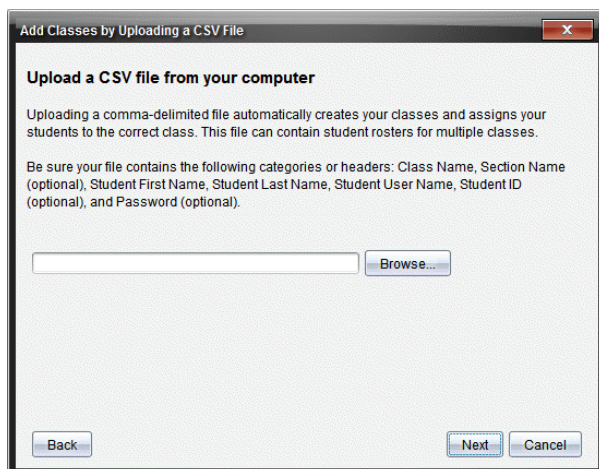 Add Classes by Uploading a CSV File
X
Upload a CSV file from your computer
Uploading a comma-delimited file automatically creates your classes and assigns your
students to the correct class. This file can contain student rosters for multiple classes.
Be sure your file contains the following categories or headers: Class Name, Section Name
(optional), Student First Name, Student Last Name, Student User Name, Student ID
(optional), and Password (optional).
Browse...
Back
Next
Cancel